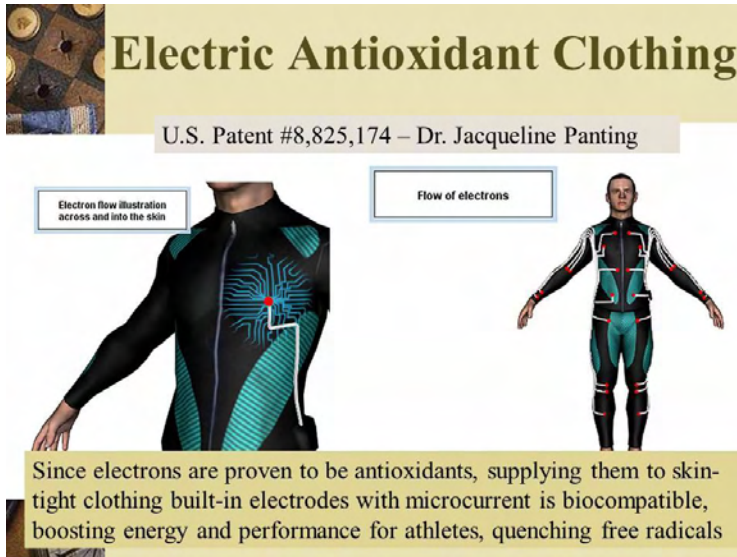 Electric Antioxidant Clothing
U.S. Patent #8,825,174 – Dr. Jacqueline Panting
Electron flow illustration
across and into the skin
Flow of electrons
Since electrons are proven to be antioxidants, supplying them to skin-
tight clothing built-in electrodes with microcurrent is biocompatible,
boosting energy and performance for athletes, quenching free radicals